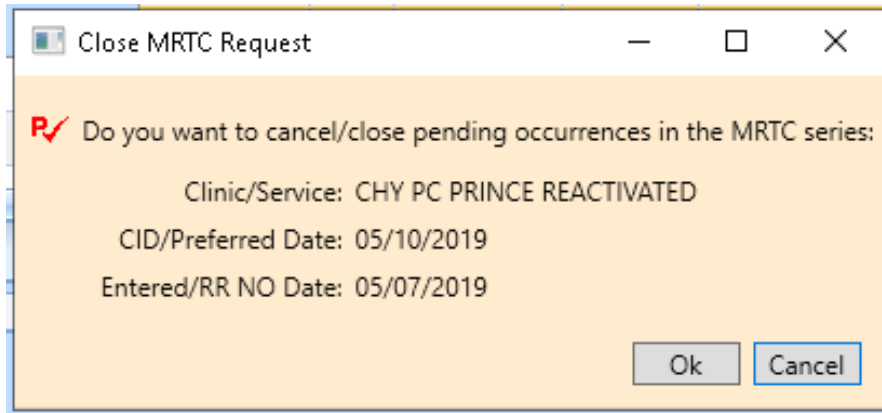 Close MRTC Request
P✓ Do you want to cancel/close pending occurrences in the MRTC series:
Clinic/Service: CHY PC PRINCE REACTIVATED
CID/Preferred Date: 05/10/2019
Entered/RR NO Date: 05/07/2019
Ok Cancel